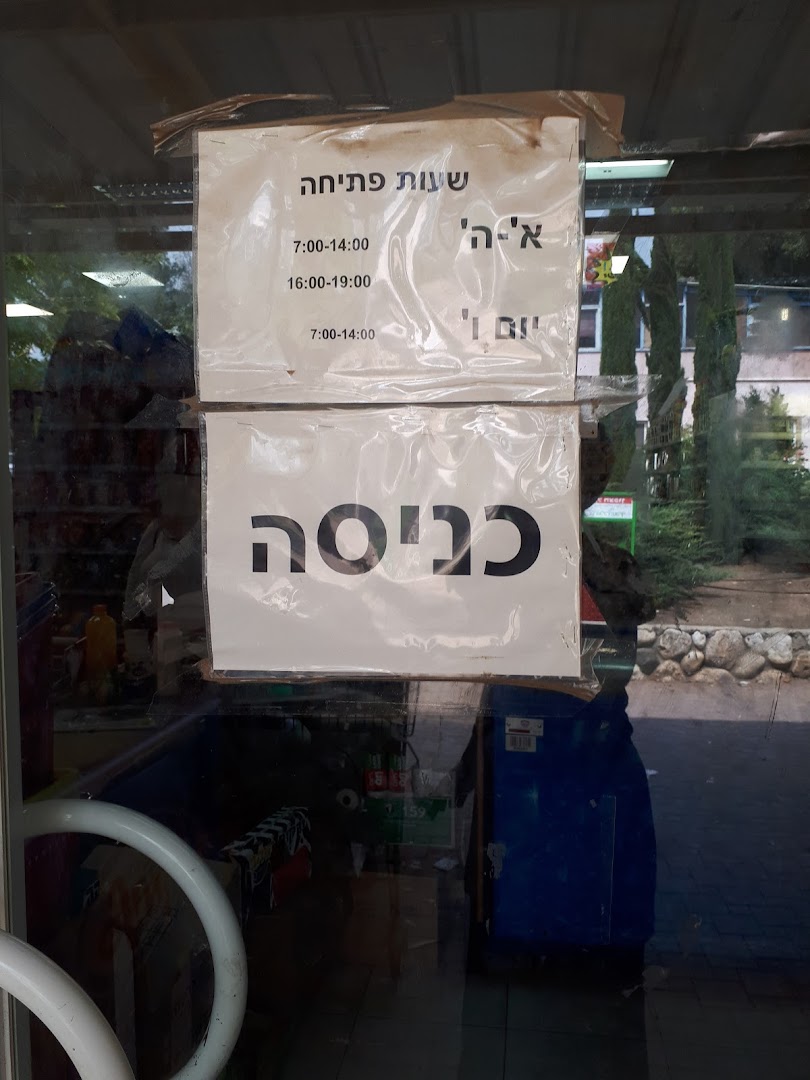 שעות פתיחה
א'-ה' 7:00-14:00
16:00-19:00
יום ו' 7:00-14:00
כניסה